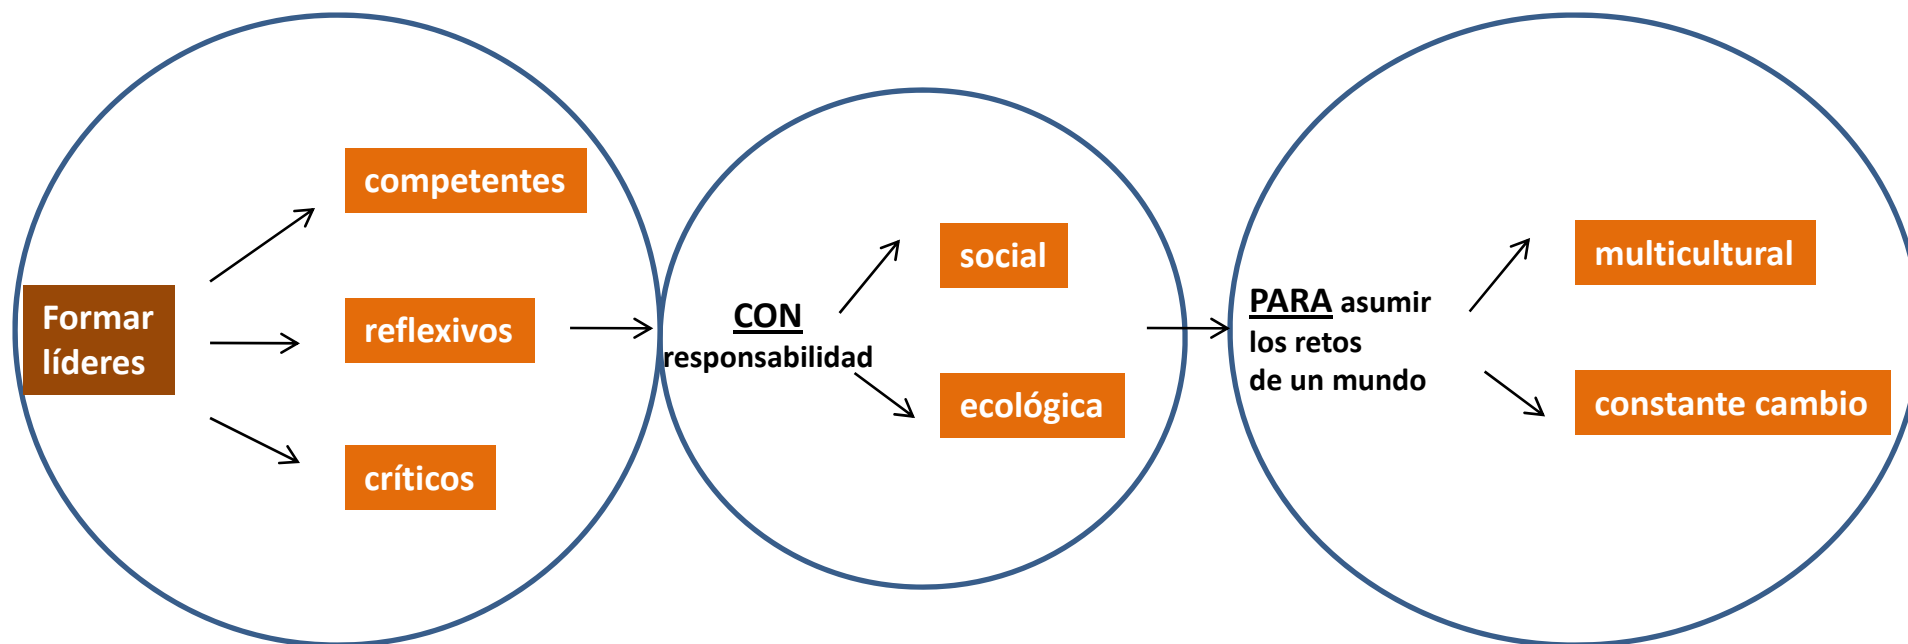 Formar
líderes
competentes
reflexivos
críticos
CON
responsabilidad
social
ecológica
PARA asumir
los retos
de un mundo
multicultural
constante cambio